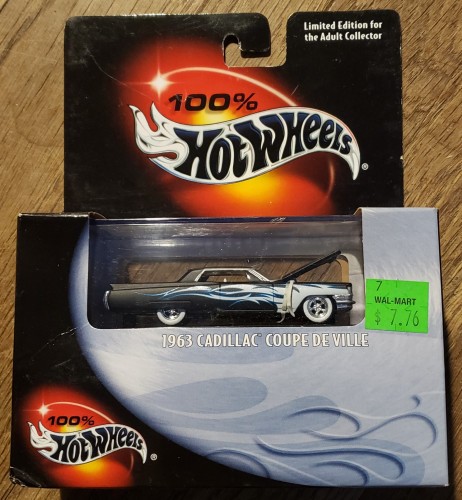 Limited Edition for
the Adult Collector
100%
Hot Wheels®
7
WAL-MART
$ 7.76
1963 CADILLAC® COUPE DE VILLE
100%
Hot Wheels®